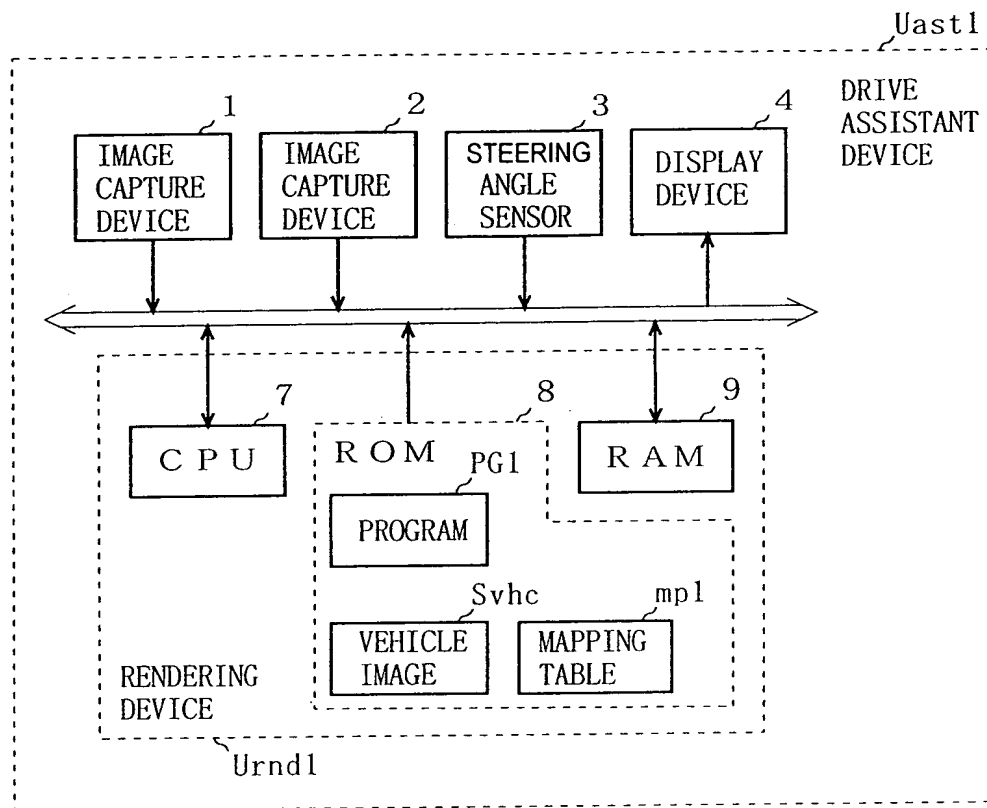 Uast1
DRIVE
ASSISTANT
DEVICE
1
IMAGE
CAPTURE
DEVICE
2
IMAGE
CAPTURE
DEVICE
3
STEERING
ANGLE
SENSOR
4
DISPLAY
DEVICE
7
CPU
8
ROM
9
RAM
PG1
PROGRAM
Svhc
VEHICLE
IMAGE
mp1
MAPPING
TABLE
RENDERING
DEVICE
Urnd1